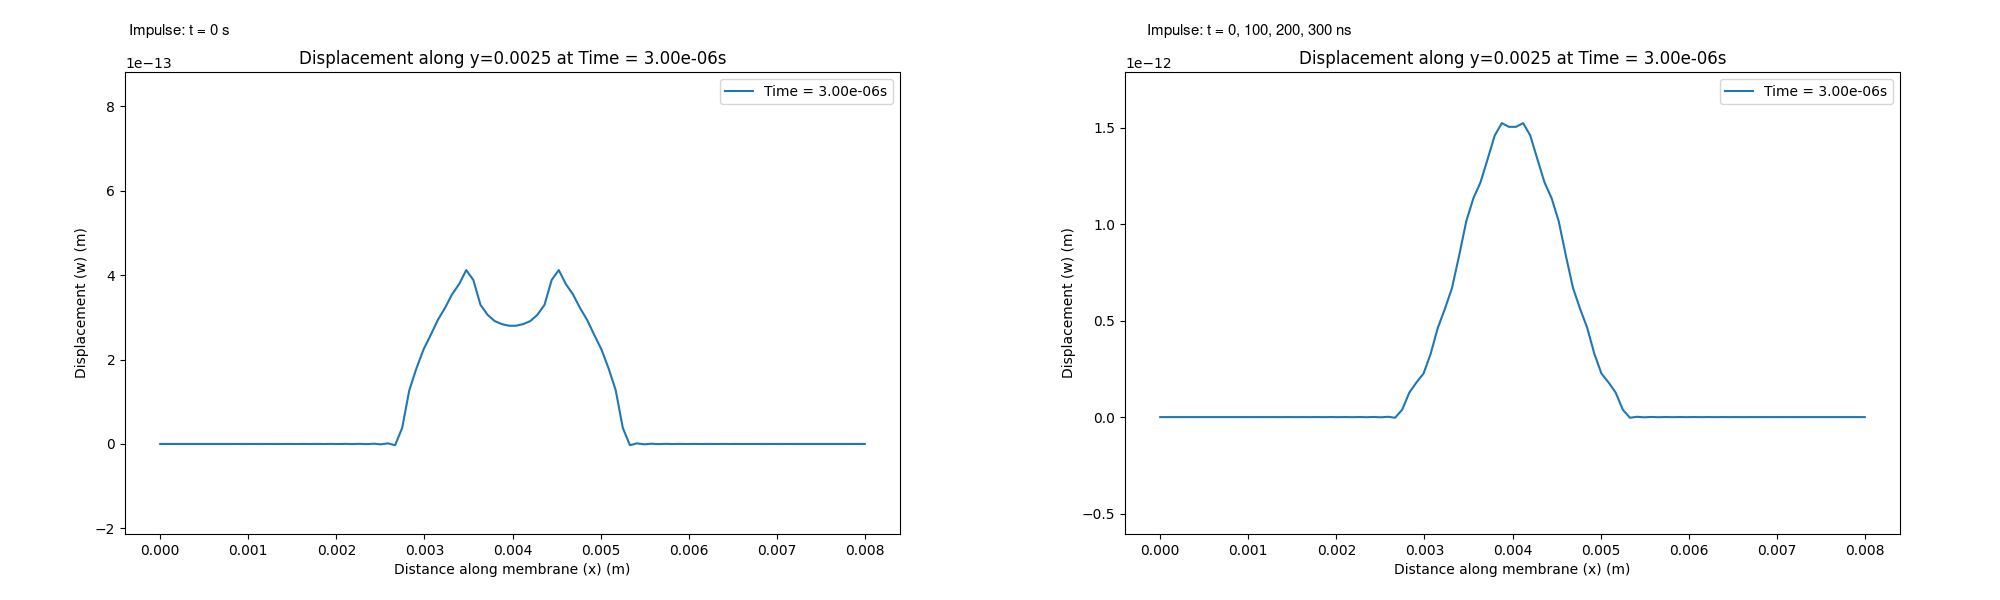 Impulse: t = 0 s
Displacement along y=0.0025 at Time = 3.00e-06s
1e−13
Time = 3.00e-06s
8
6
4
2
0
−2
0.000 0.001 0.002 0.003 0.004 0.005 0.006 0.007 0.008
Distance along membrane (x) (m)
Displacement (w) (m)
Impulse: t = 0, 100, 200, 300 ns
Displacement along y=0.0025 at Time = 3.00e-06s
1e−12
Time = 3.00e-06s
1.5
1.0
0.5
0.0
−0.5
0.000 0.001 0.002 0.003 0.004 0.005 0.006 0.007 0.008
Distance along membrane (x) (m)
Displacement (w) (m)